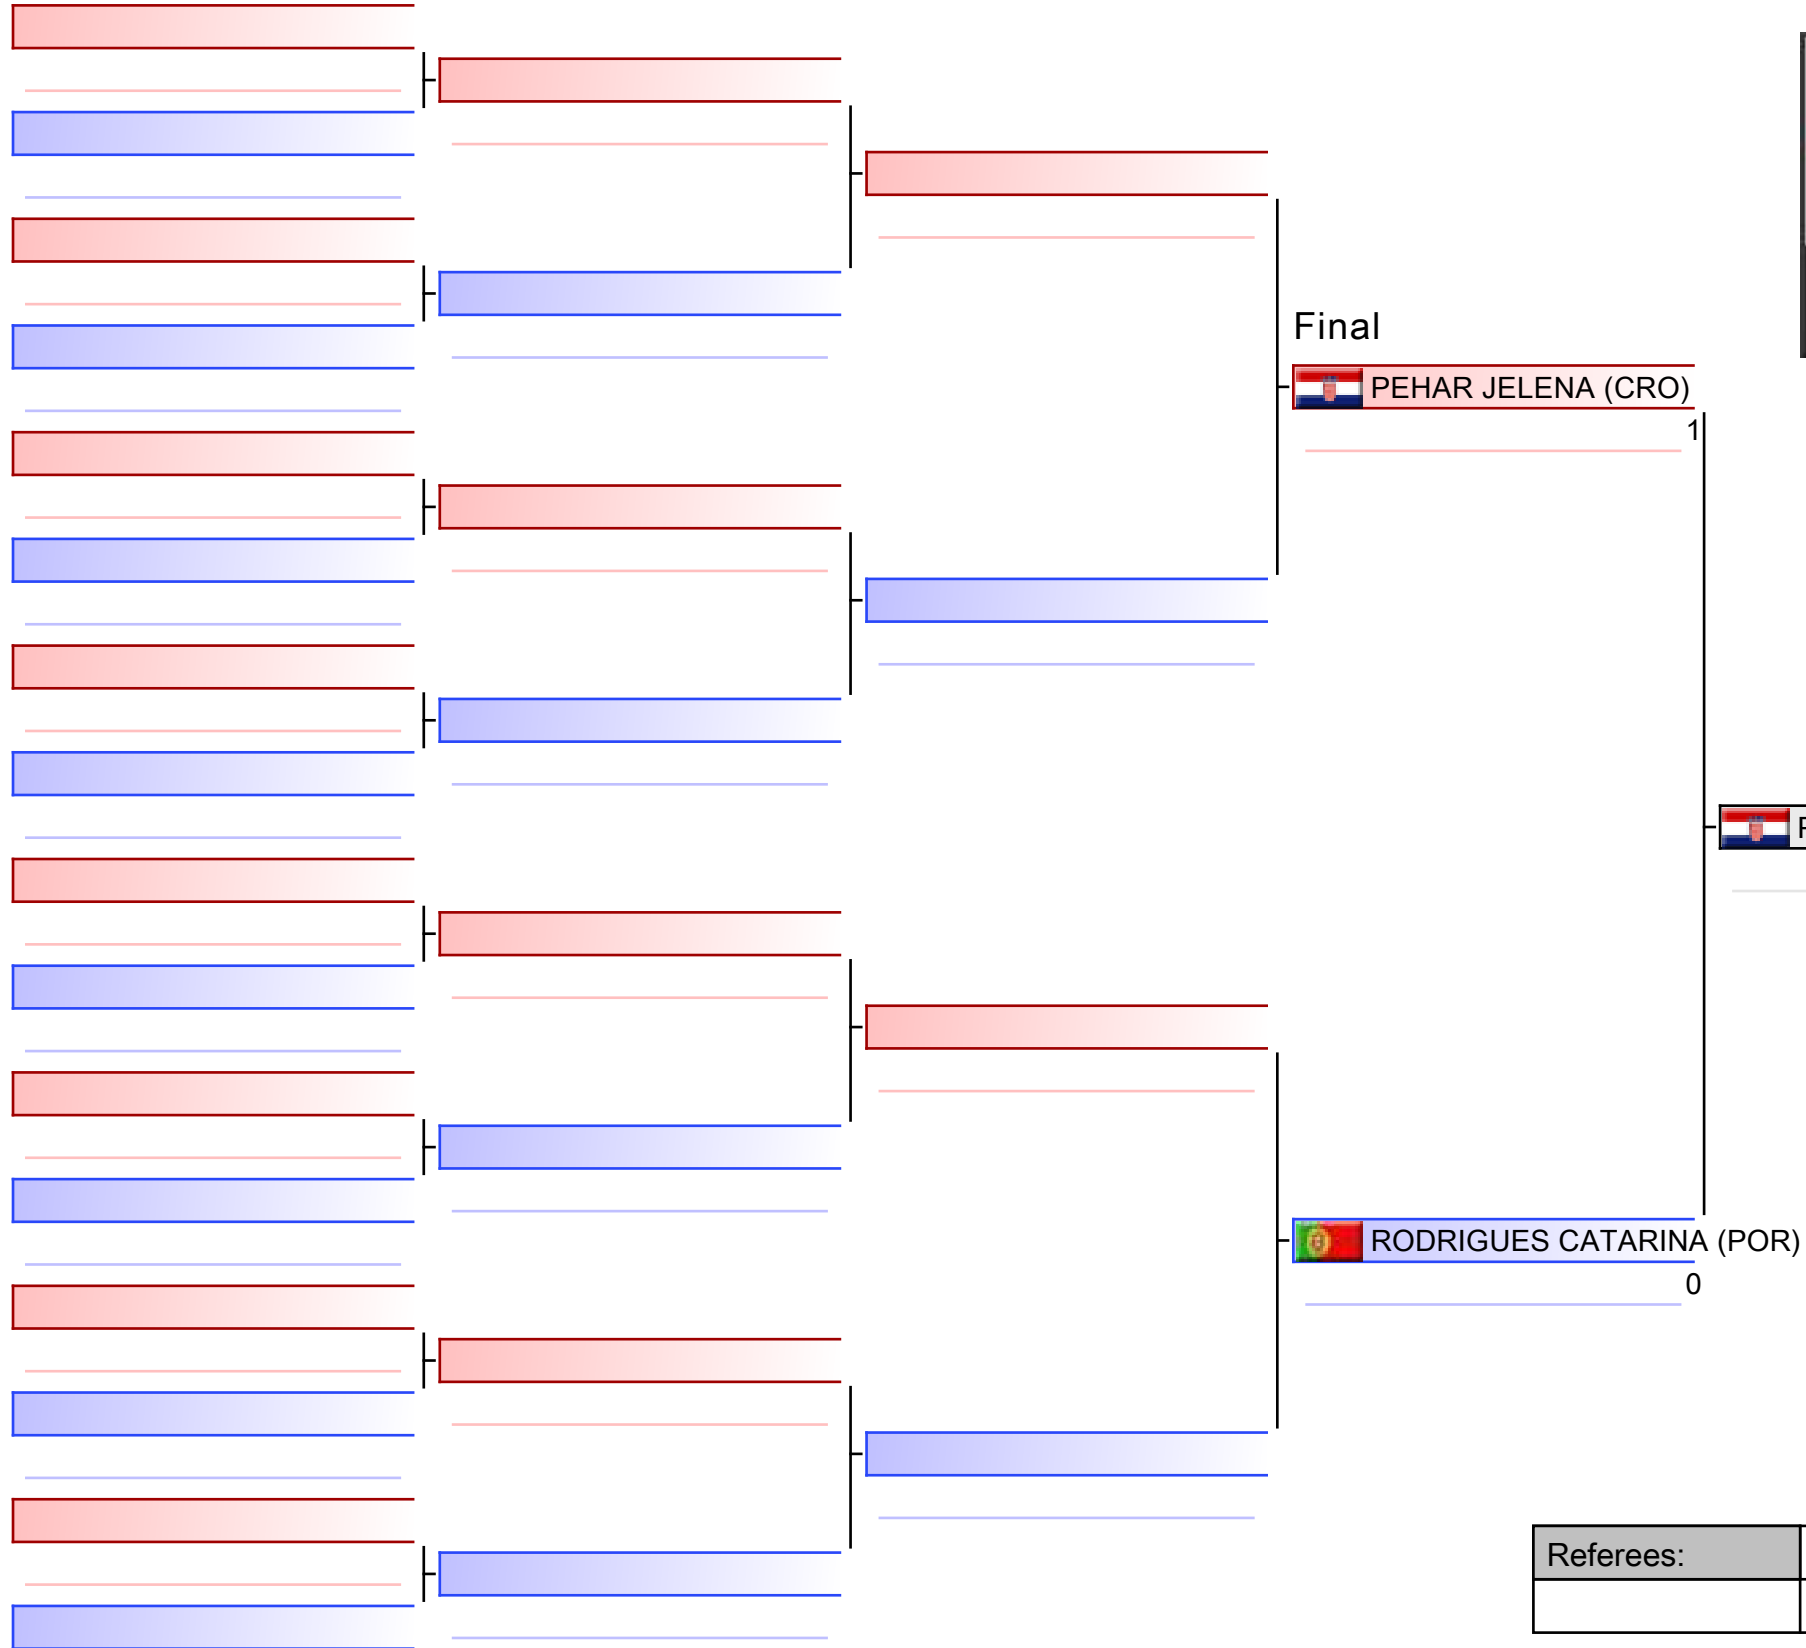 Final
PEHAR JELENA (CRO)
1
RODRIGUES CATARINA (POR)
0
Referees: